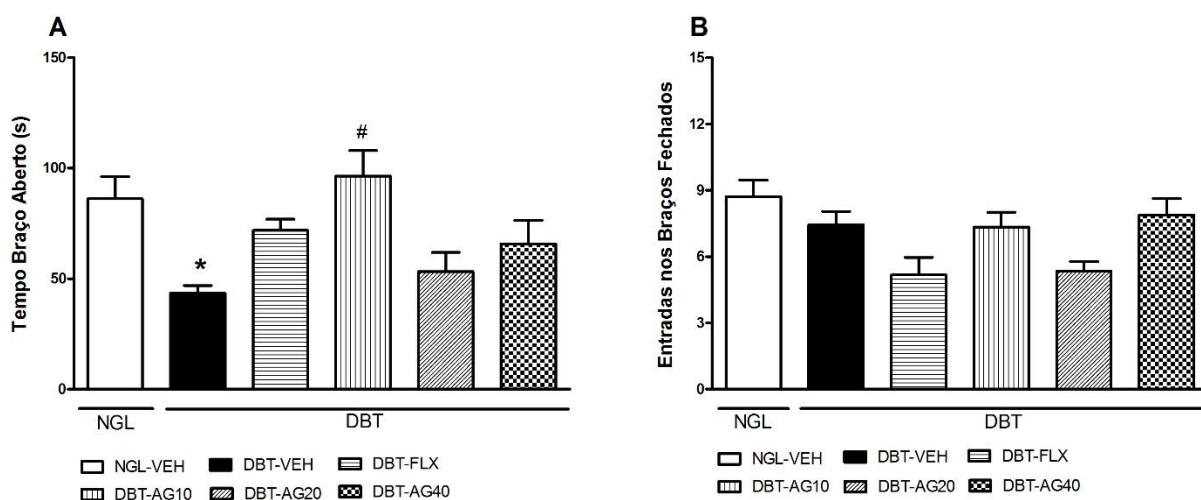 A
Tempo Braço Aberto (s)
150
100
50
0
*
#
NGL DBT
NGL-VEH DBT-VEH DBT-FLX
DBT-AG10 DBT-AG20 DBT-AG40
B
Entradas nos Braços Fechados
15
12
9
6
3
0
NGL DBT
NGL-VEH DBT-VEH DBT-FLX
DBT-AG10 DBT-AG20 DBT-AG40